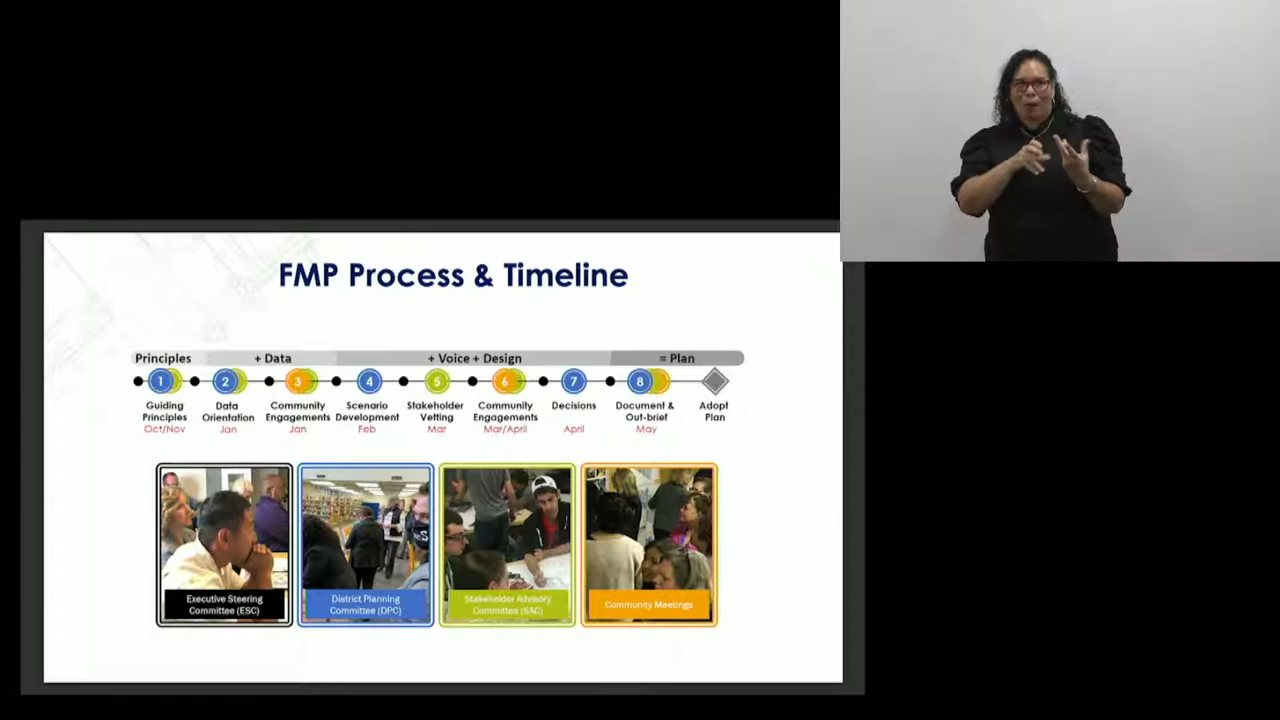 FMP Process & Timeline
Principles + Data + Voice + Design = Plan
1 2 3 4 5 6 7 8
Guiding Principles Oct/Nov
Data Orientation Jan
Community Engagements Jan
Scenario Development Feb
Stakeholder Vetting Mar
Community Engagements Mar/April
Decisions April
Document & Out-brief May
Adopt Plan
Executive Steering
Committee (ESC)
District Planning
Committee (DPC)
Stakeholder Advisory
Committee (SAC)
Community Meetings